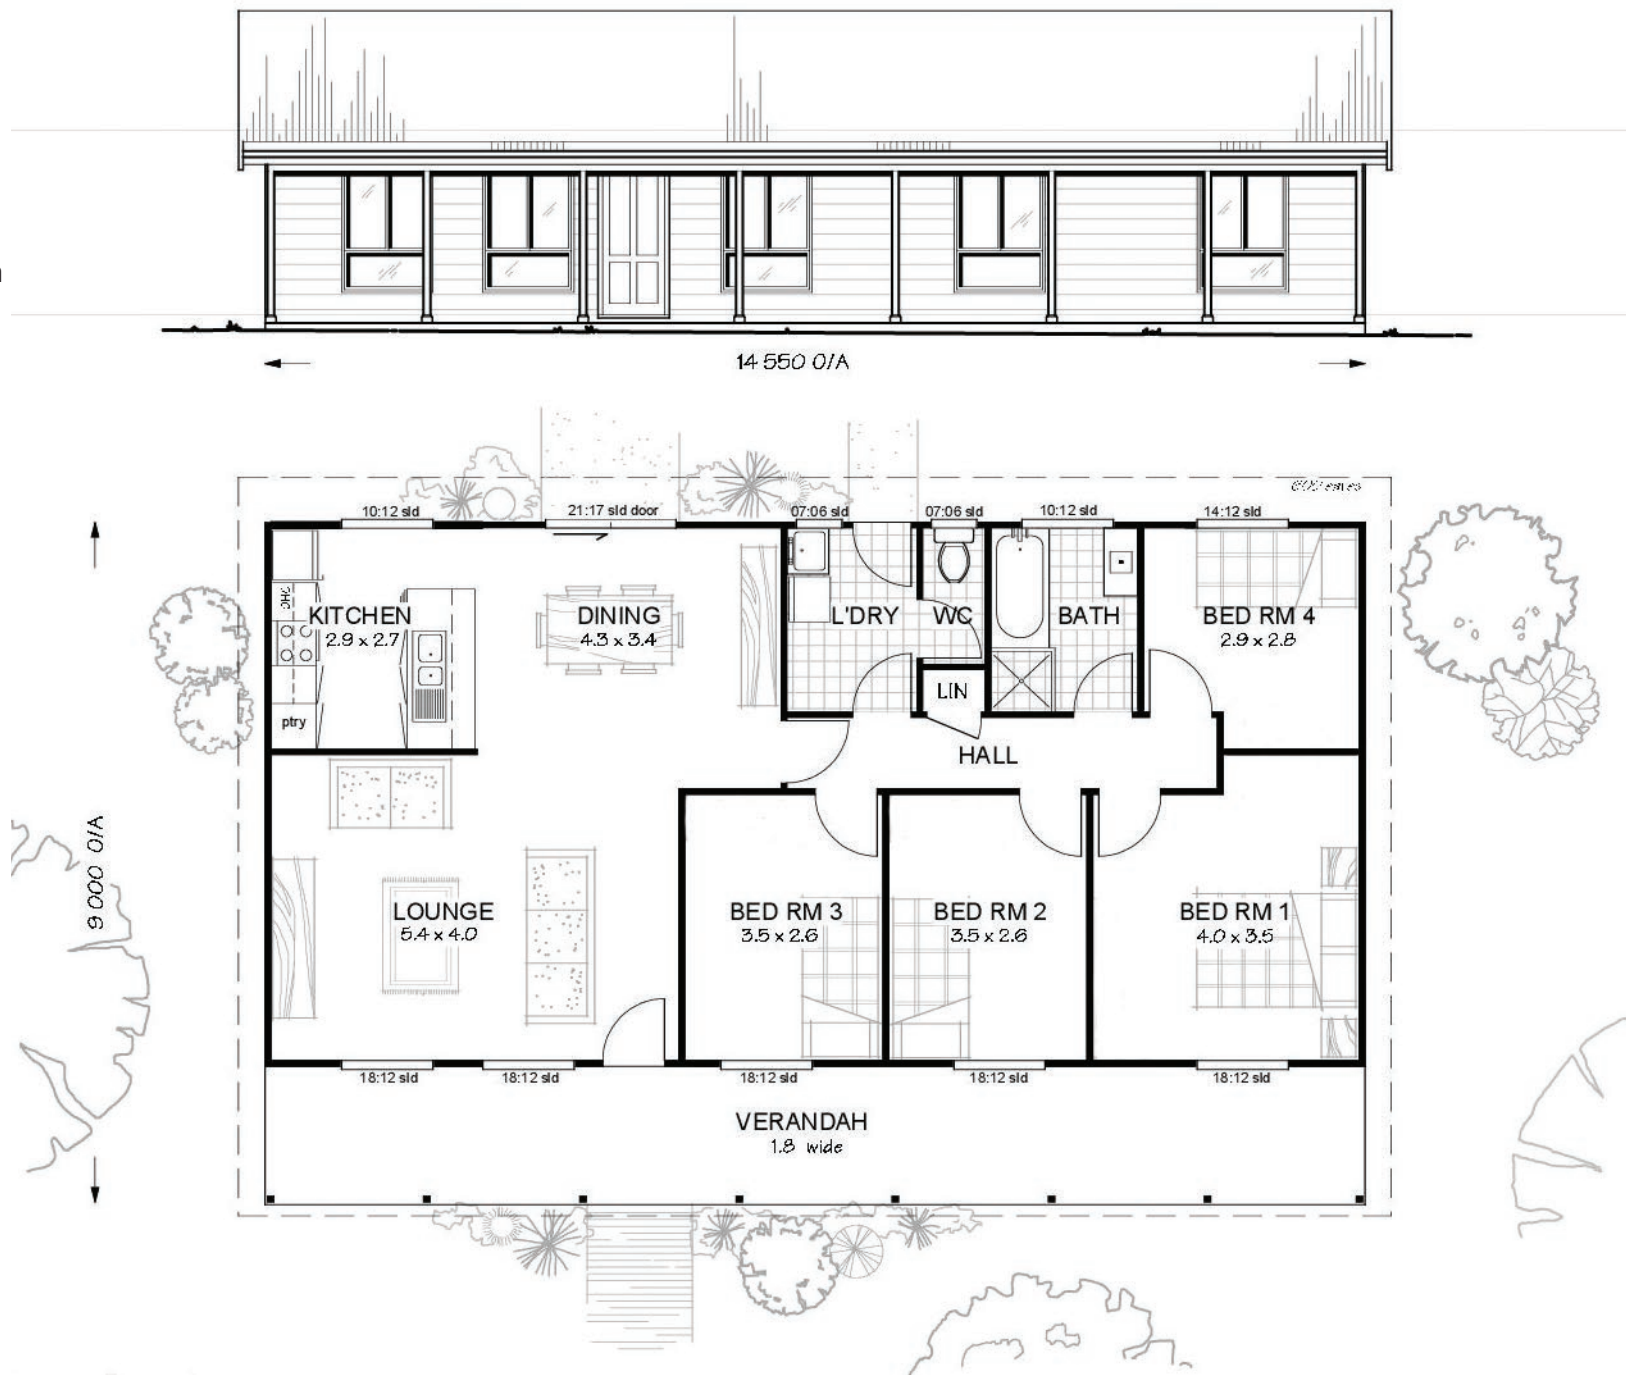 14 550 O/A
600 eaves
10:12 sld
21:17 sld door
07:06 sld
07:06 sld
10:12 sld
14:12 sld
OHC
KITCHEN
2.9 x 2.7
DINING
4.3 x 3.4
L'DRY
WC
BATH
BED RM 4
2.9 x 2.8
LIN
ptry
HALL
9 000 O/A
LOUNGE
5.4 x 4.0
BED RM 3
3.5 x 2.6
BED RM 2
3.5 x 2.6
BED RM 1
4.0 x 3.5
18:12 sld
18:12 sld
18:12 sld
18:12 sld
18:12 sld
VERANDAH
1.8 wide